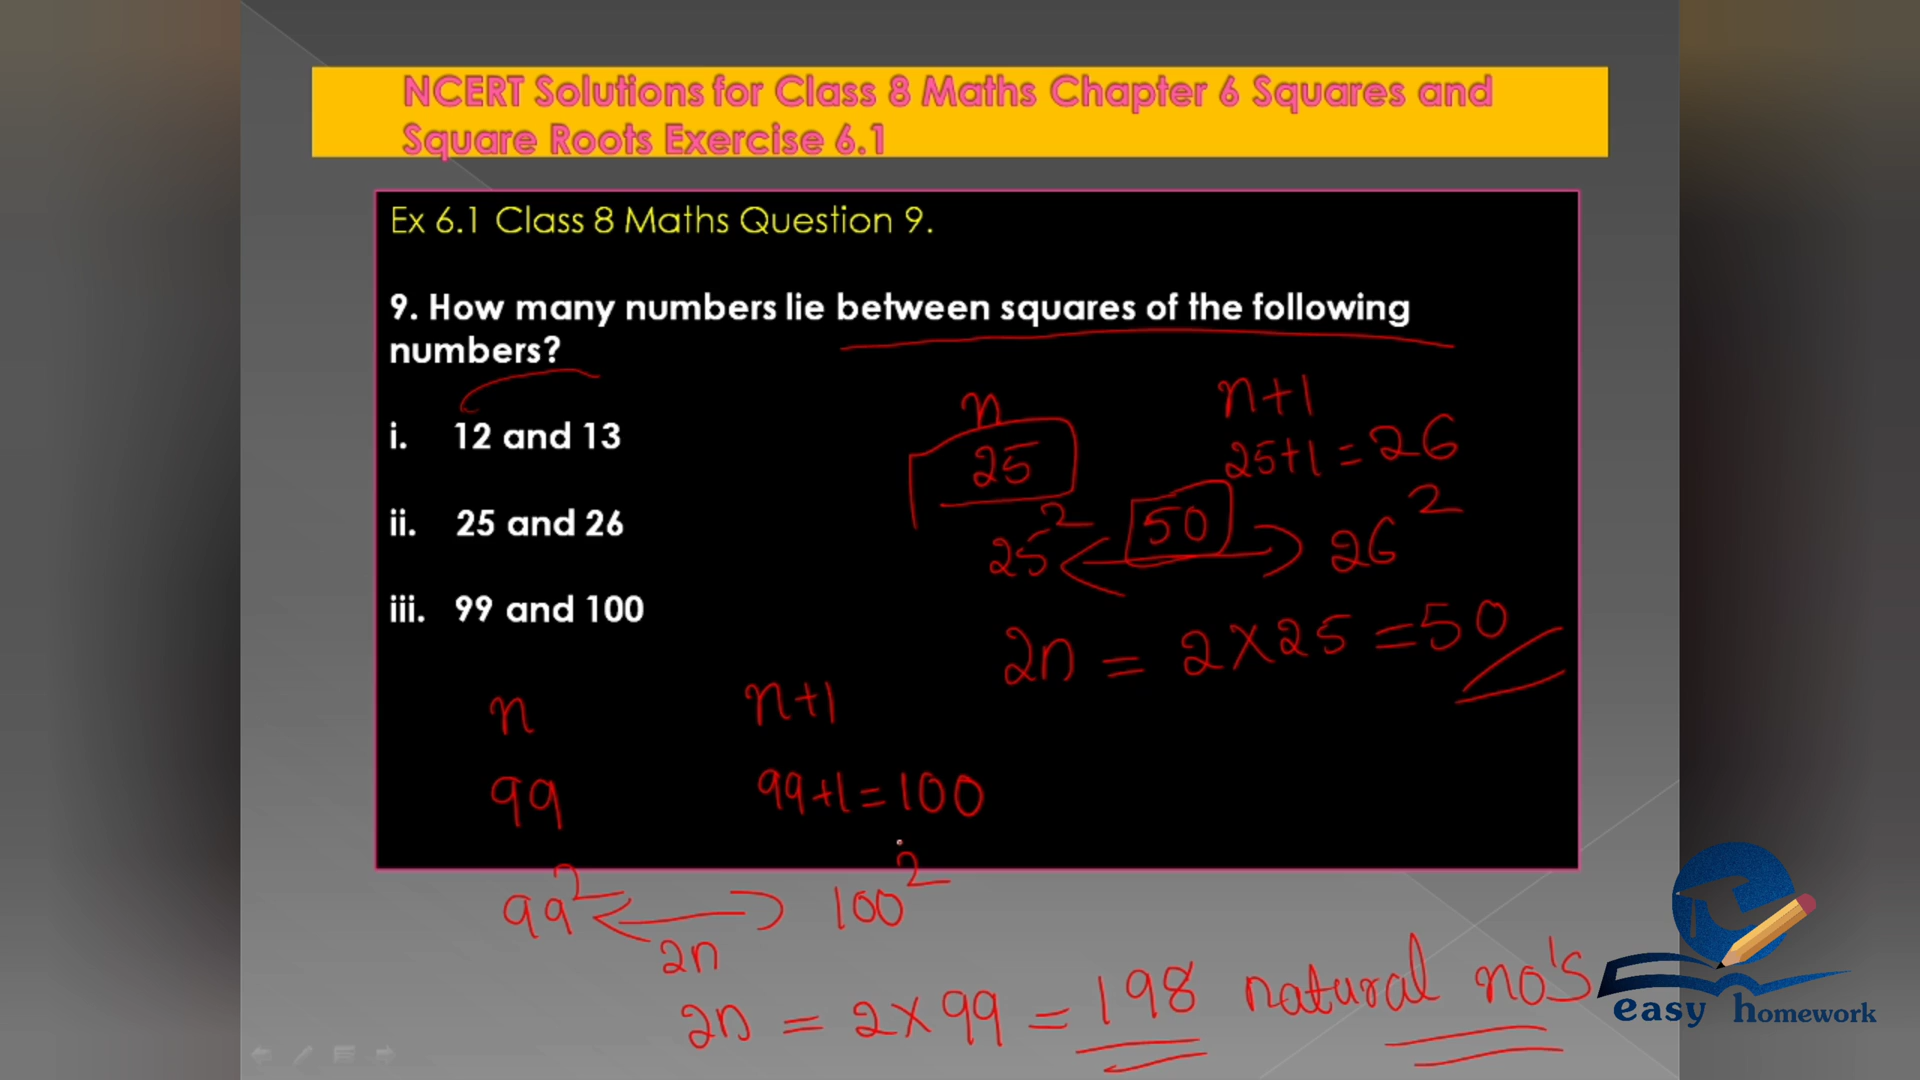 NCERT Solutions for Class 8 Maths Chapter 6 Squares and
Square Roots Exercise 6.1
Ex 6.1 Class 8 Maths Question 9.
9. How many numbers lie between squares of the following
numbers?
i. 12 and 13
ii. 25 and 26
iii. 99 and 100
n n+1
25 25+1=26
25² 50 26²
2n = 2×25=50
n n+1
99 99+1=100
99² 100²
2n
2n = 2×99 = 198 natural no's
easy homework